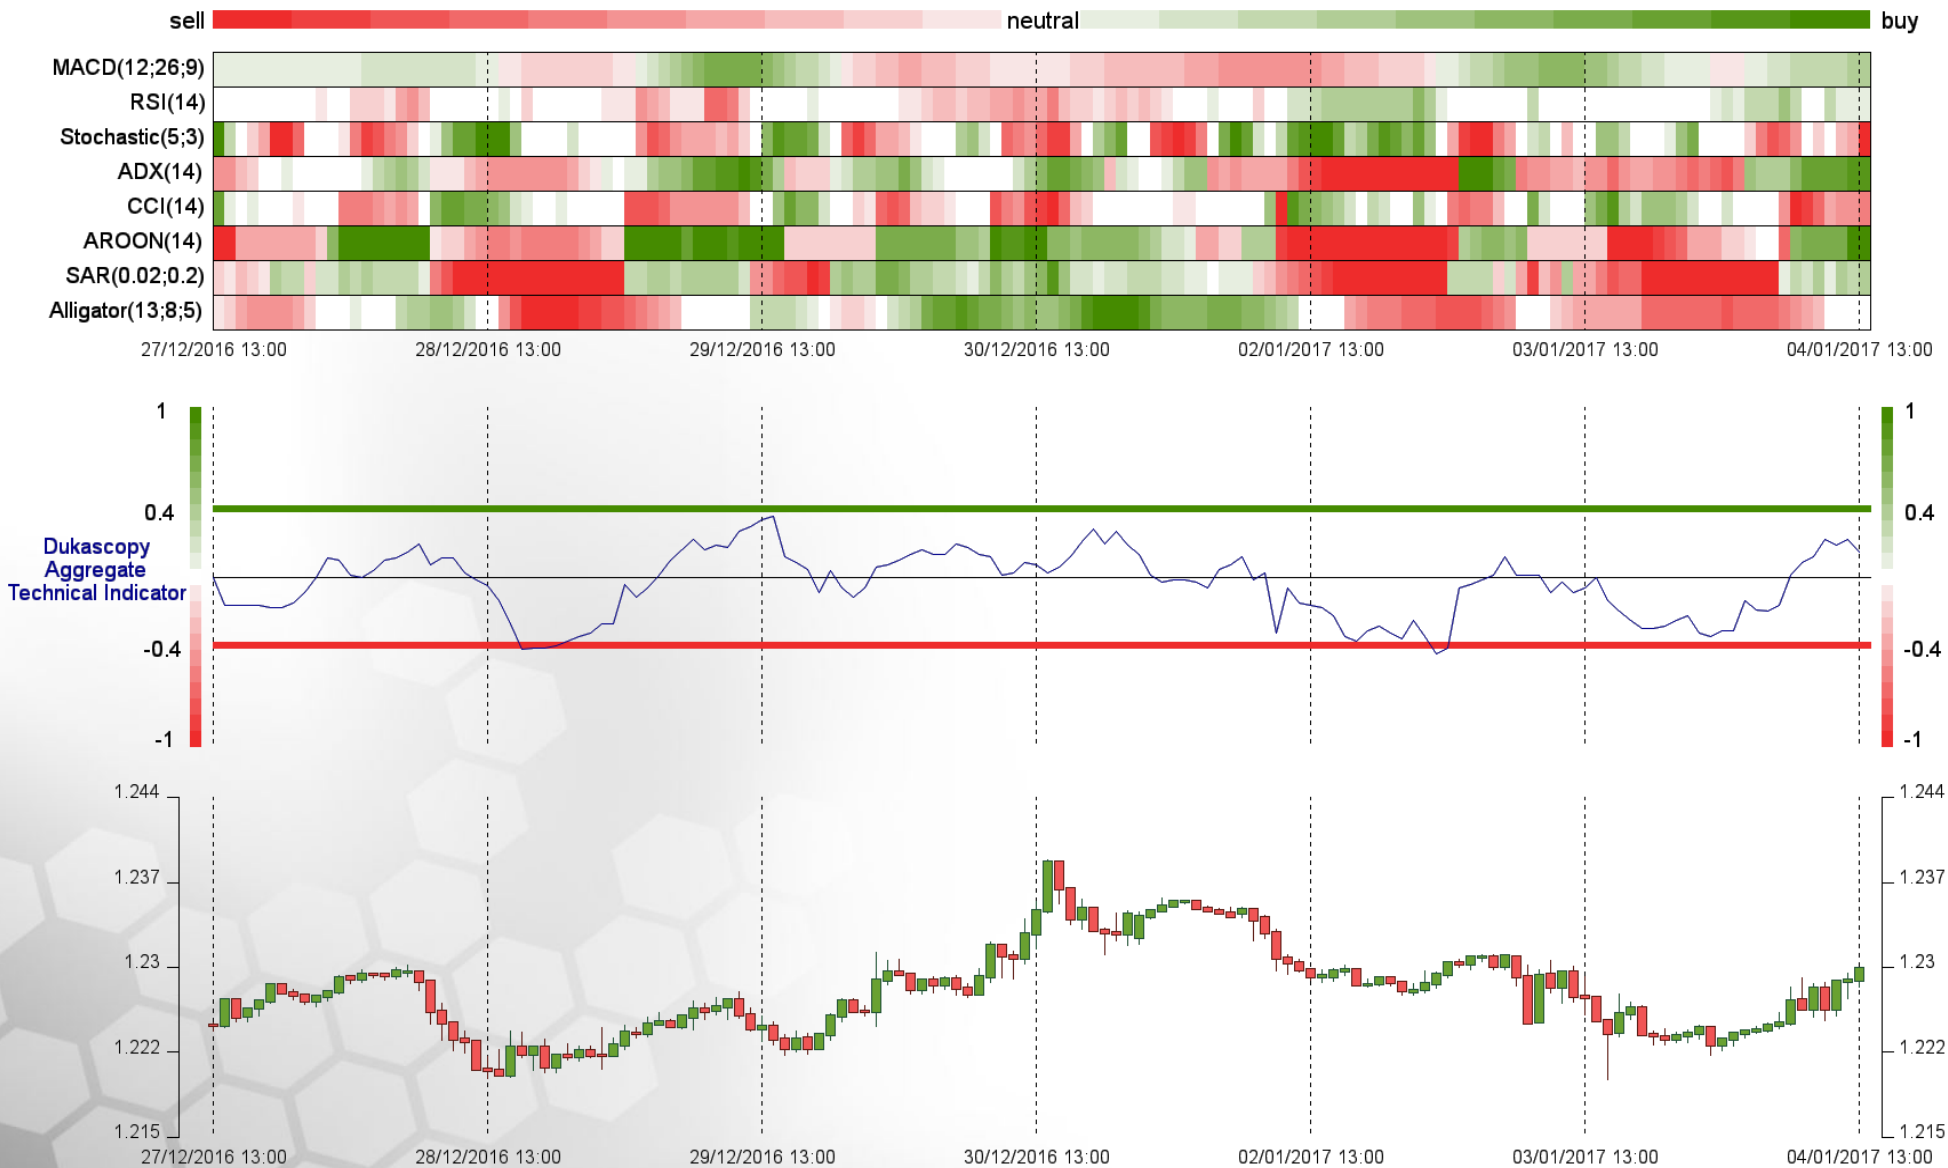 sell neutral buy
MACD(12;26;9)
RSI(14)
Stochastic(5;3)
ADX(14)
CCI(14)
AROON(14)
SAR(0.02;0.2)
Alligator(13;8;5)
27/12/2016 13:00 28/12/2016 13:00 29/12/2016 13:00 30/12/2016 13:00 02/01/2017 13:00 03/01/2017 13:00 04/01/2017 13:00
1 1
0.4 0.4
Dukascopy
Aggregate
Technical Indicator
-0.4 -0.4
-1 -1
1.244 1.244
1.237 1.237
1.23 1.23
1.222 1.222
1.215 1.215
27/12/2016 13:00 28/12/2016 13:00 29/12/2016 13:00 30/12/2016 13:00 02/01/2017 13:00 03/01/2017 13:00 04/01/2017 13:00